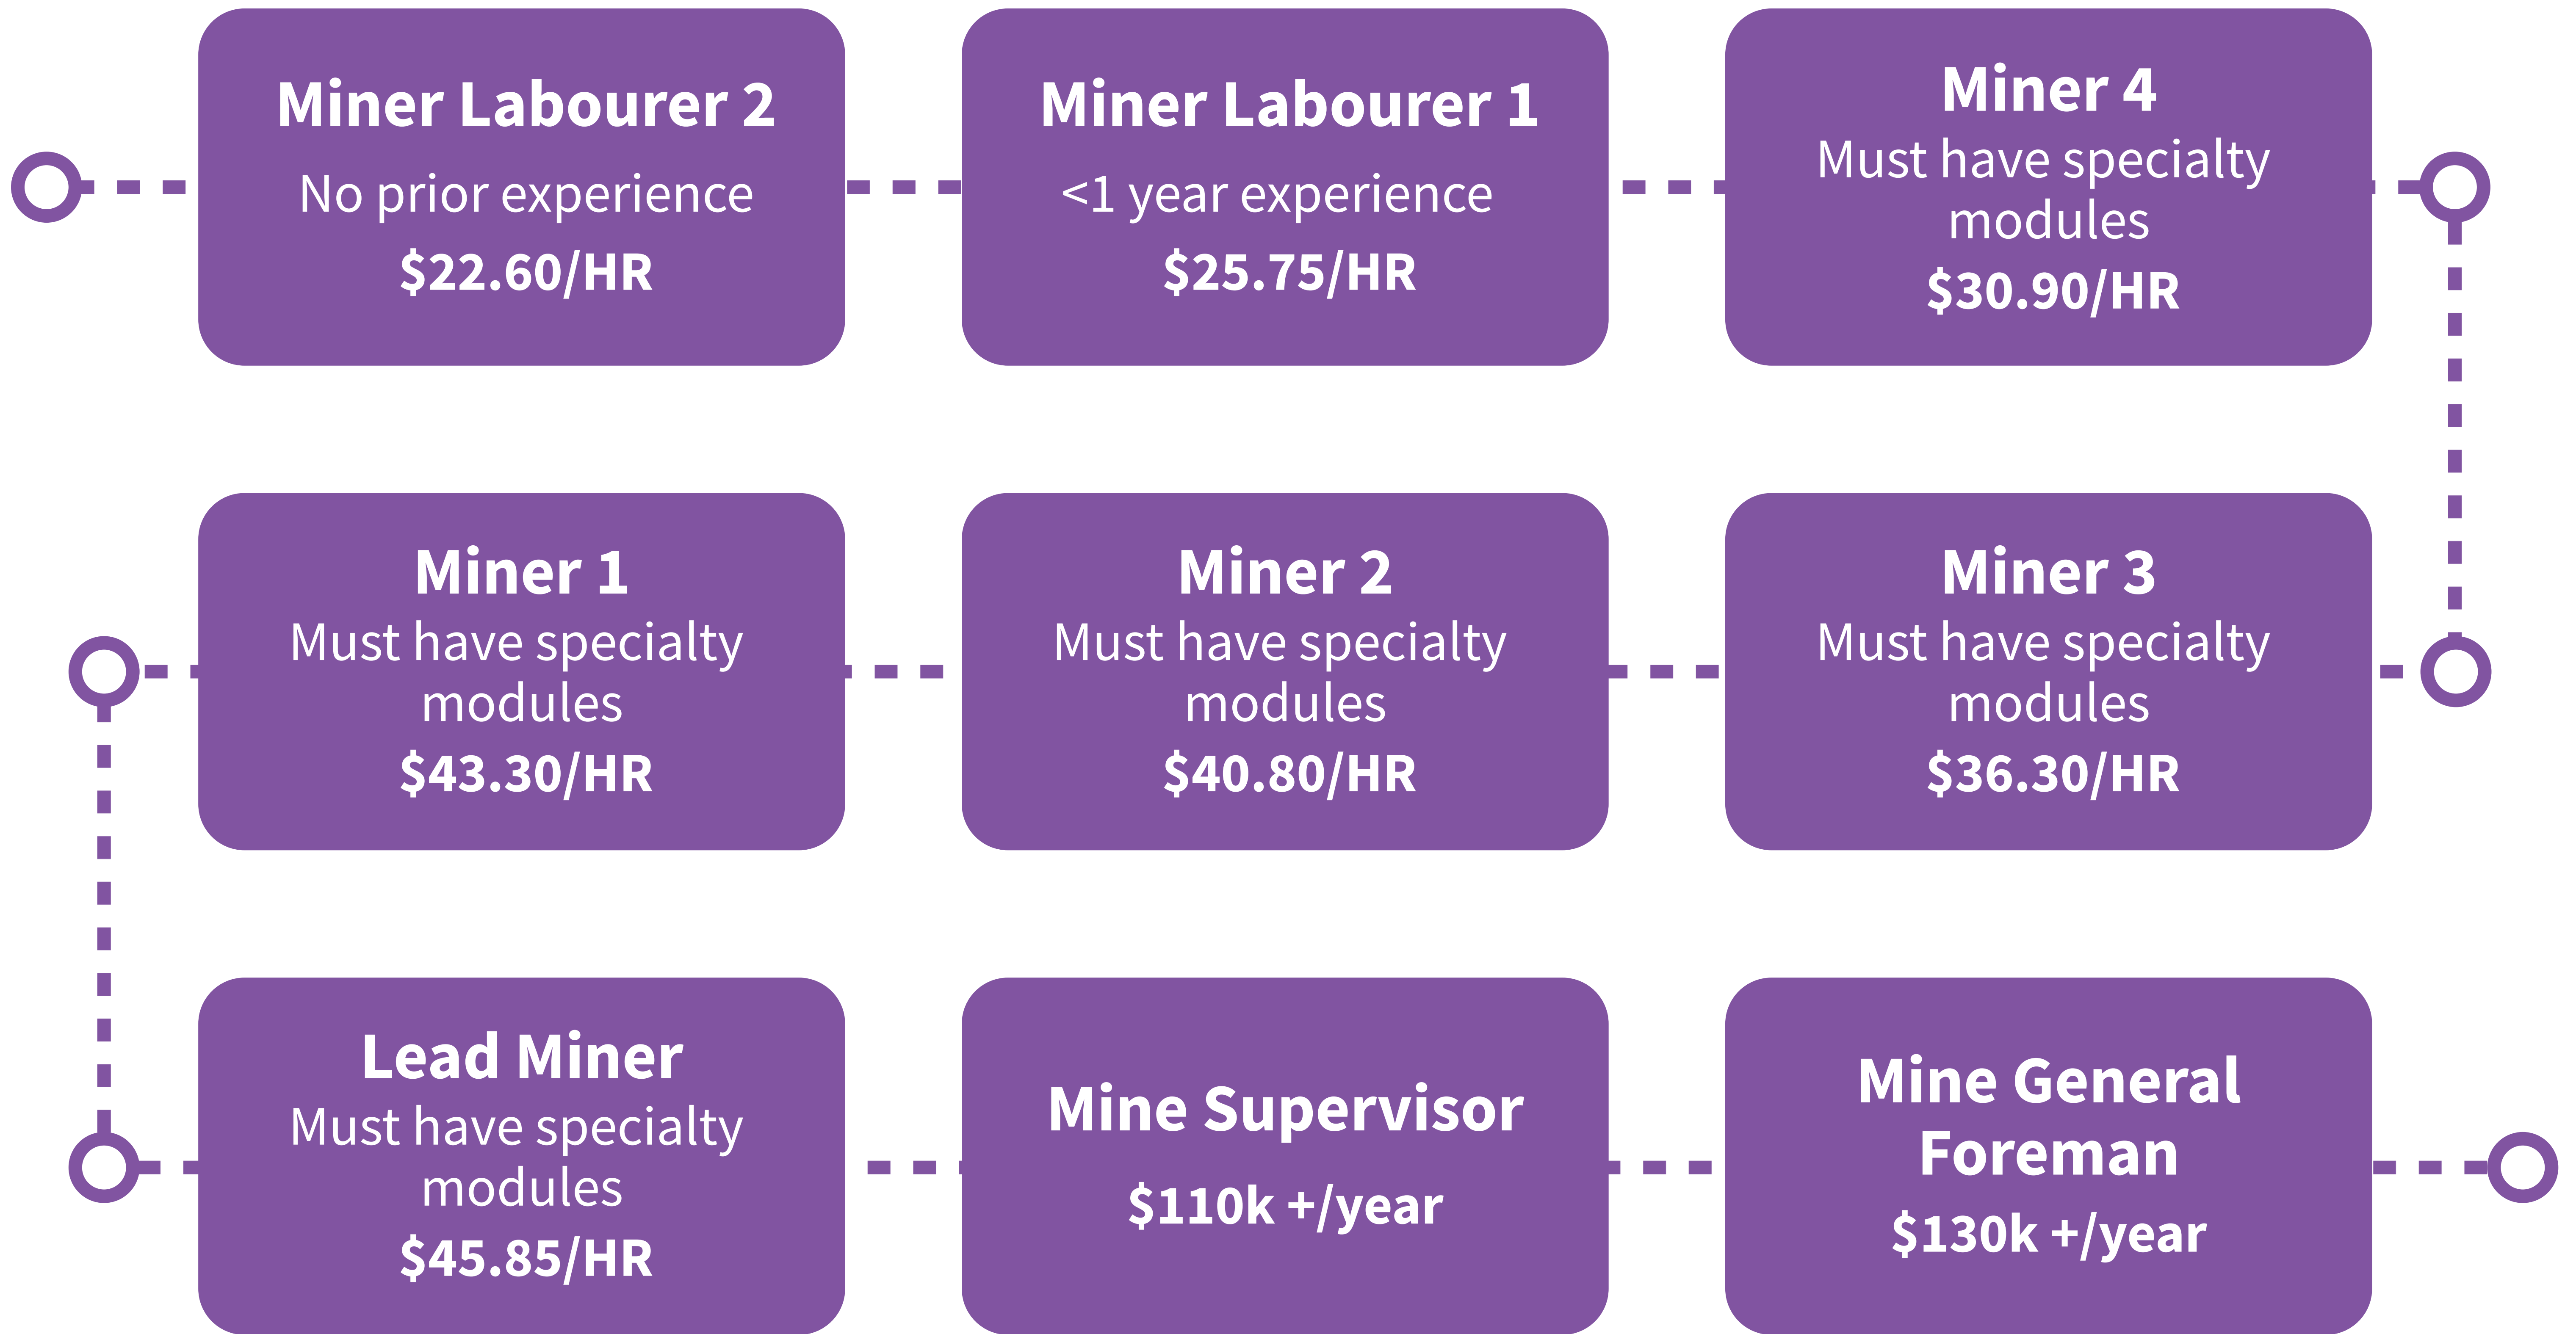 Miner Labourer 2
No prior experience
$22.60/HR
Miner Labourer 1
<1 year experience
$25.75/HR
Miner 4
Must have specialty
modules
$30.90/HR
Miner 1
Must have specialty
modules
$43.30/HR
Miner 2
Must have specialty
modules
$40.80/HR
Miner 3
Must have specialty
modules
$36.30/HR
Lead Miner
Must have specialty
modules
$45.85/HR
Mine Supervisor
$110k +/year
Mine General
Foreman
$130k +/year